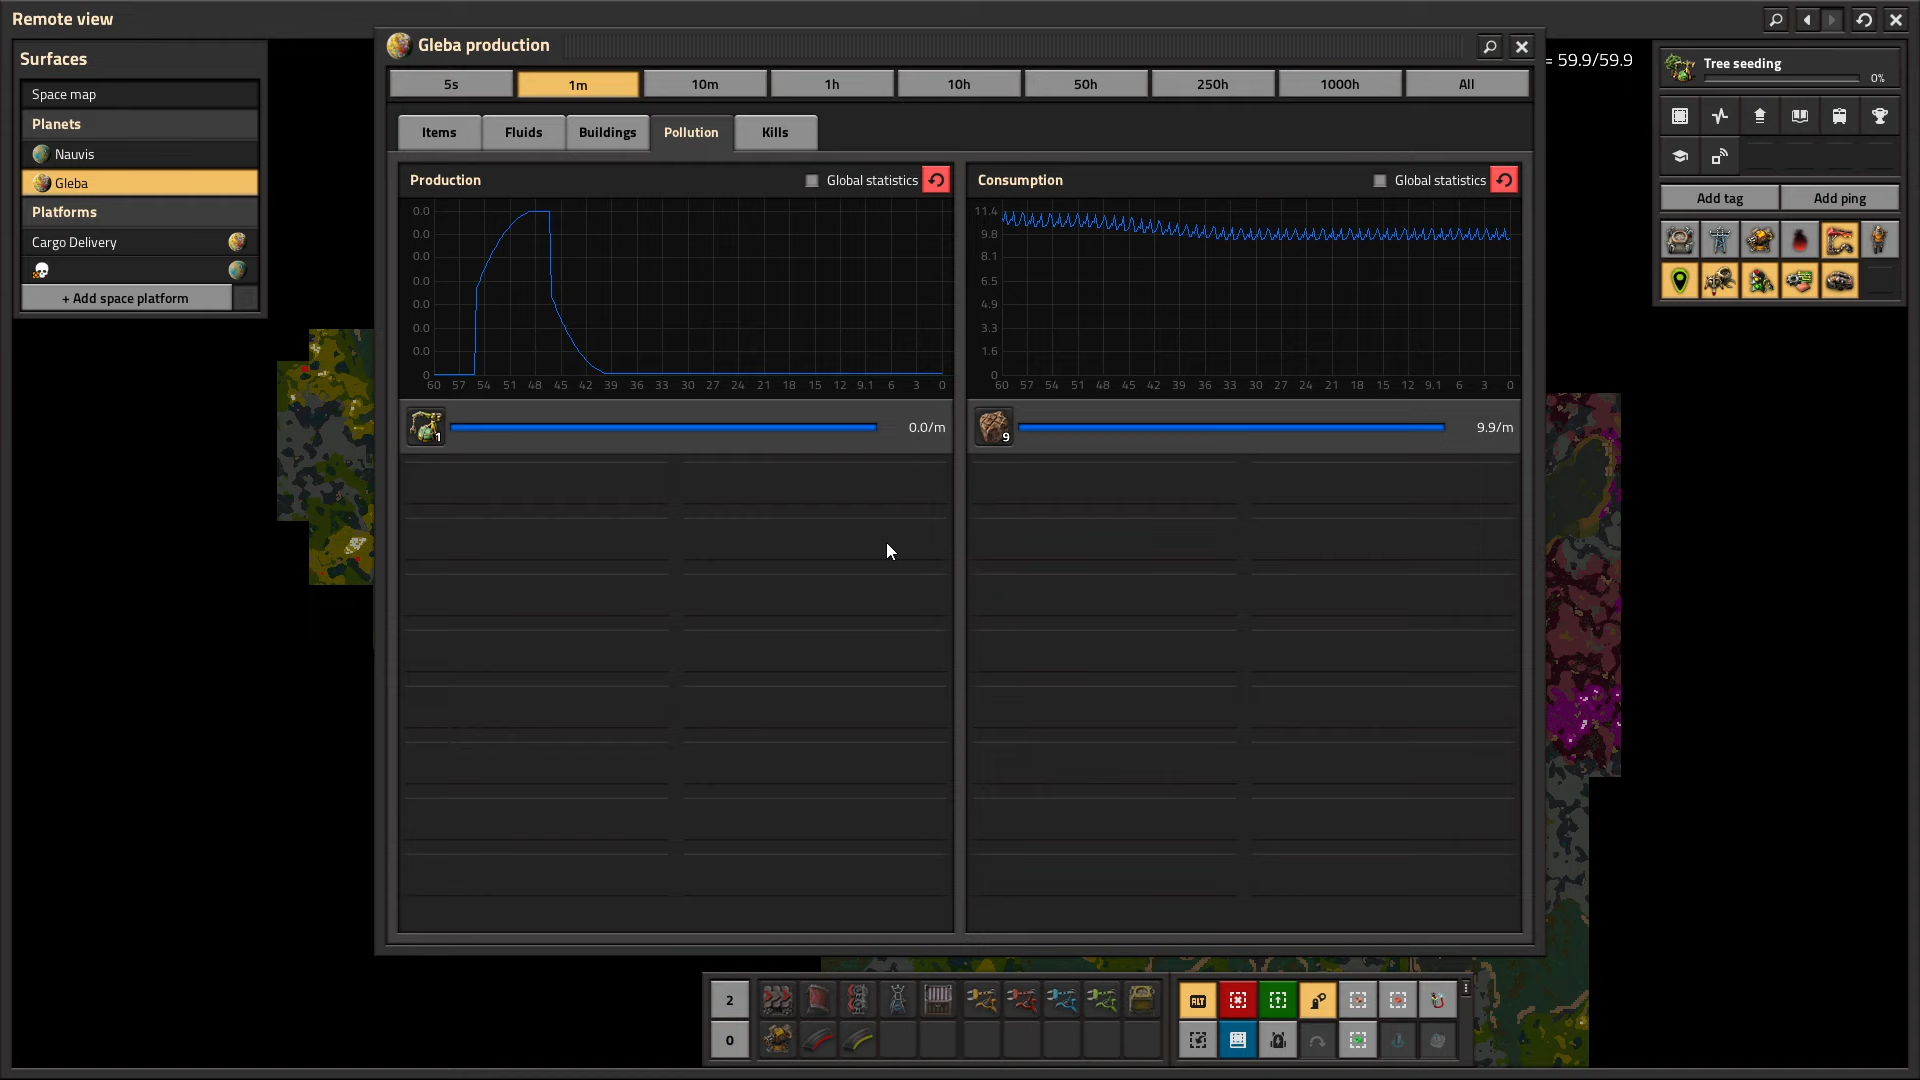 Remote view
Surfaces
Space map
Planets
Nauvis
Gleba
Platforms
Cargo Delivery
+ Add space platform
Gleba production
5s 1m 10m 1h 10h 50h 250h 1000h All
Items Fluids Buildings Pollution Kills
Production Global statistics
0.0
0.0
0.0
0.0
0.0
0.0
0.0
0
60 57 54 51 48 45 42 39 36 33 30 27 24 21 18 15 12 9.1 6 3 0
1 0.0/m
Consumption Global statistics
11.4
9.8
8.1
6.5
4.9
3.3
1.6
0
60 57 54 51 48 45 42 39 36 33 30 27 24 21 18 15 12 9.1 6 3 0
9 9.9/m
= 59.9/59.9
Tree seeding
0%
Add tag Add ping
2
0
ALT